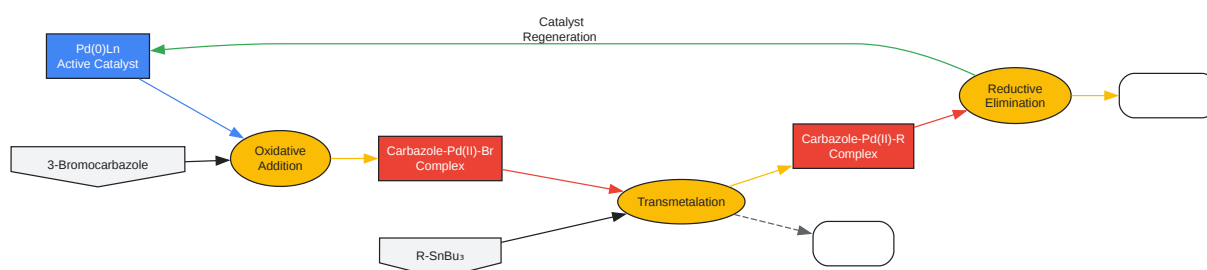 Catalyst
Regeneration
Pd(0)Ln
Active Catalyst
Reductive
Elimination
Oxidative
Addition
3-Bromocarbazole
Carbazole-Pd(II)-Br
Complex
Carbazole-Pd(II)-R
Complex
Transmetalation
R-SnBu₃